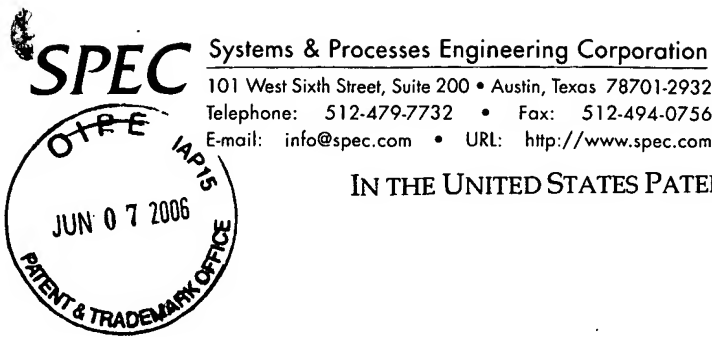 SPEC Systems & Processes Engineering Corporation
101 West Sixth Street, Suite 200 • Austin, Texas 78701-2932
Telephone: 512-479-7732 • Fax: 512-494-0756
E-mail: info@spec.com • URL: http://www.spec.com
OIPE IAP15
JUN 07 2006
PATENT & TRADEMARK OFFICE
IN THE UNITED STATES PATE